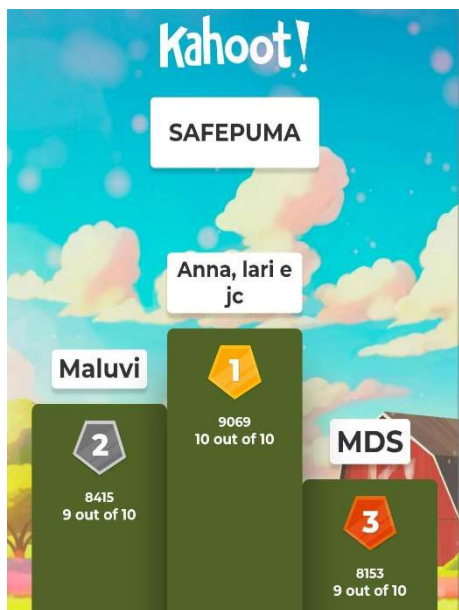 Kahoot!
SAFEPUMA
Anna, lari e
jc
1
9069
10 out of 10
Maluvi
2
8415
9 out of 10
MDS
3
8153
9 out of 10